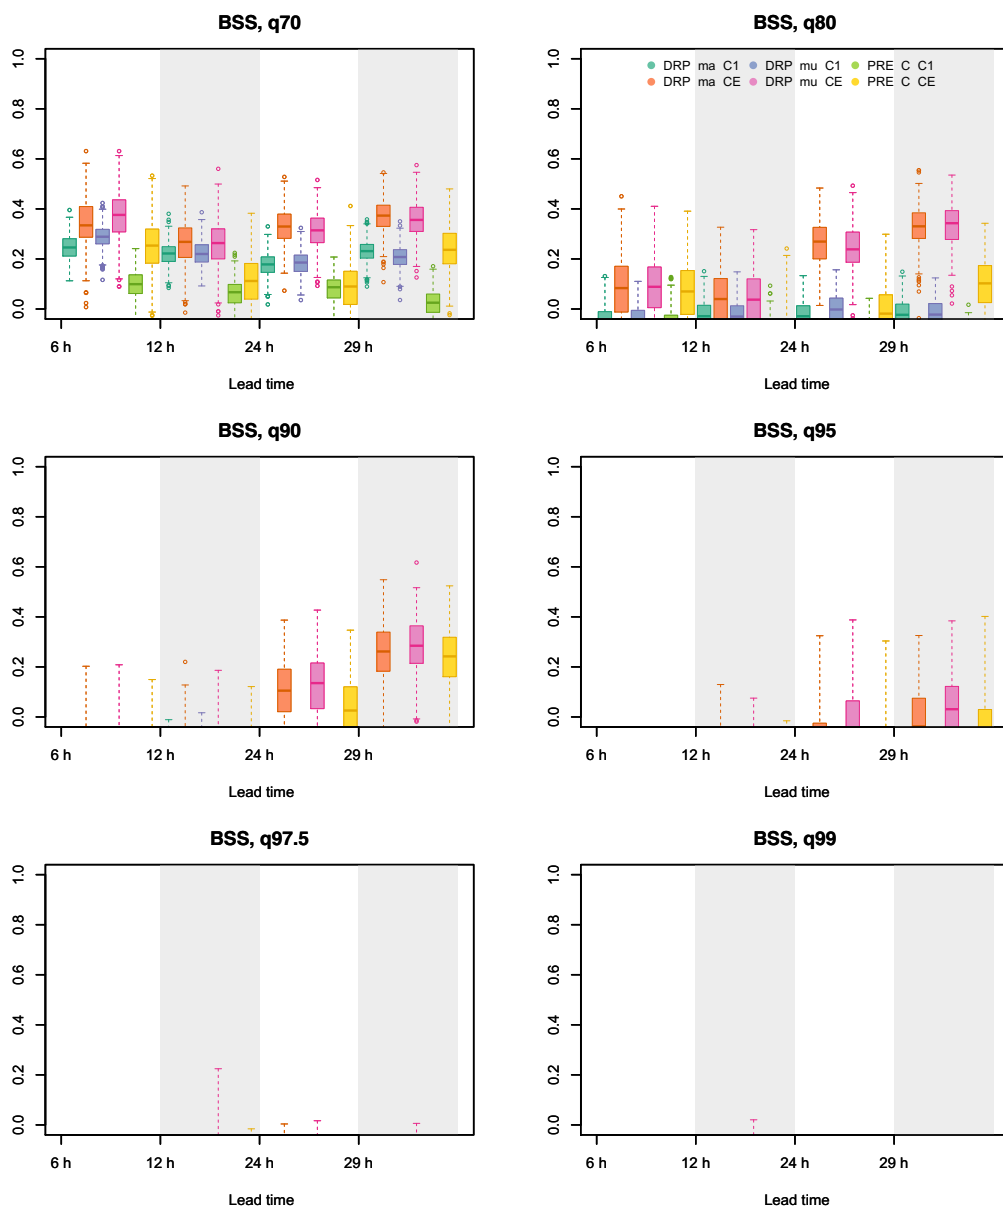 BSS, q70
1.0
0.8
0.6
0.4
0.2
0.0
6 h 12 h 24 h 29 h
Lead time
BSS, q80
DRP ma C1 DRP mu C1 PRE C C1
DRP ma CE DRP mu CE PRE C CE
1.0
0.8
0.6
0.4
0.2
0.0
6 h 12 h 24 h 29 h
Lead time
BSS, q90
1.0
0.8
0.6
0.4
0.2
0.0
6 h 12 h 24 h 29 h
Lead time
BSS, q95
1.0
0.8
0.6
0.4
0.2
0.0
6 h 12 h 24 h 29 h
Lead time
BSS, q97.5
1.0
0.8
0.6
0.4
0.2
0.0
6 h 12 h 24 h 29 h
Lead time
BSS, q99
1.0
0.8
0.6
0.4
0.2
0.0
6 h 12 h 24 h 29 h
Lead time